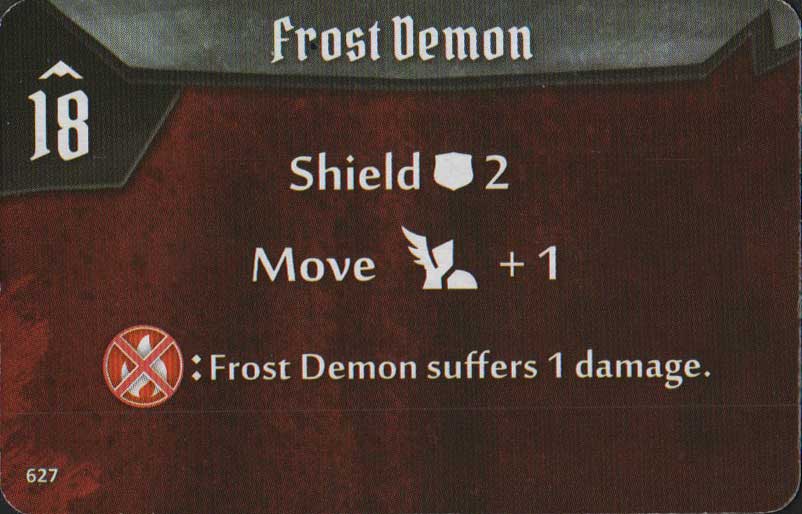 Frost Demon
18
Shield 2
Move + 1
: Frost Demon suffers 1 damage.
627